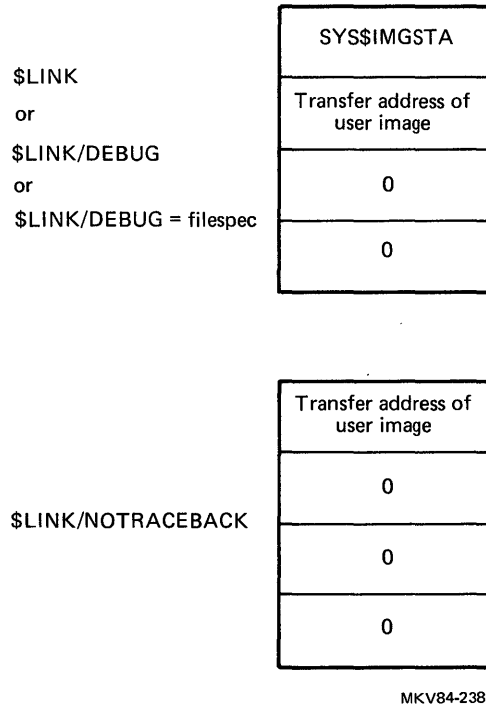 SYS$IMGSTA
$LINK
or
$LINK/DEBUG
or
$LINK/DEBUG = filespec
Transfer address of
user image
0
0
$LINK/NOTRACEBACK
Transfer address of
user image
0
0
0
MKV84-238